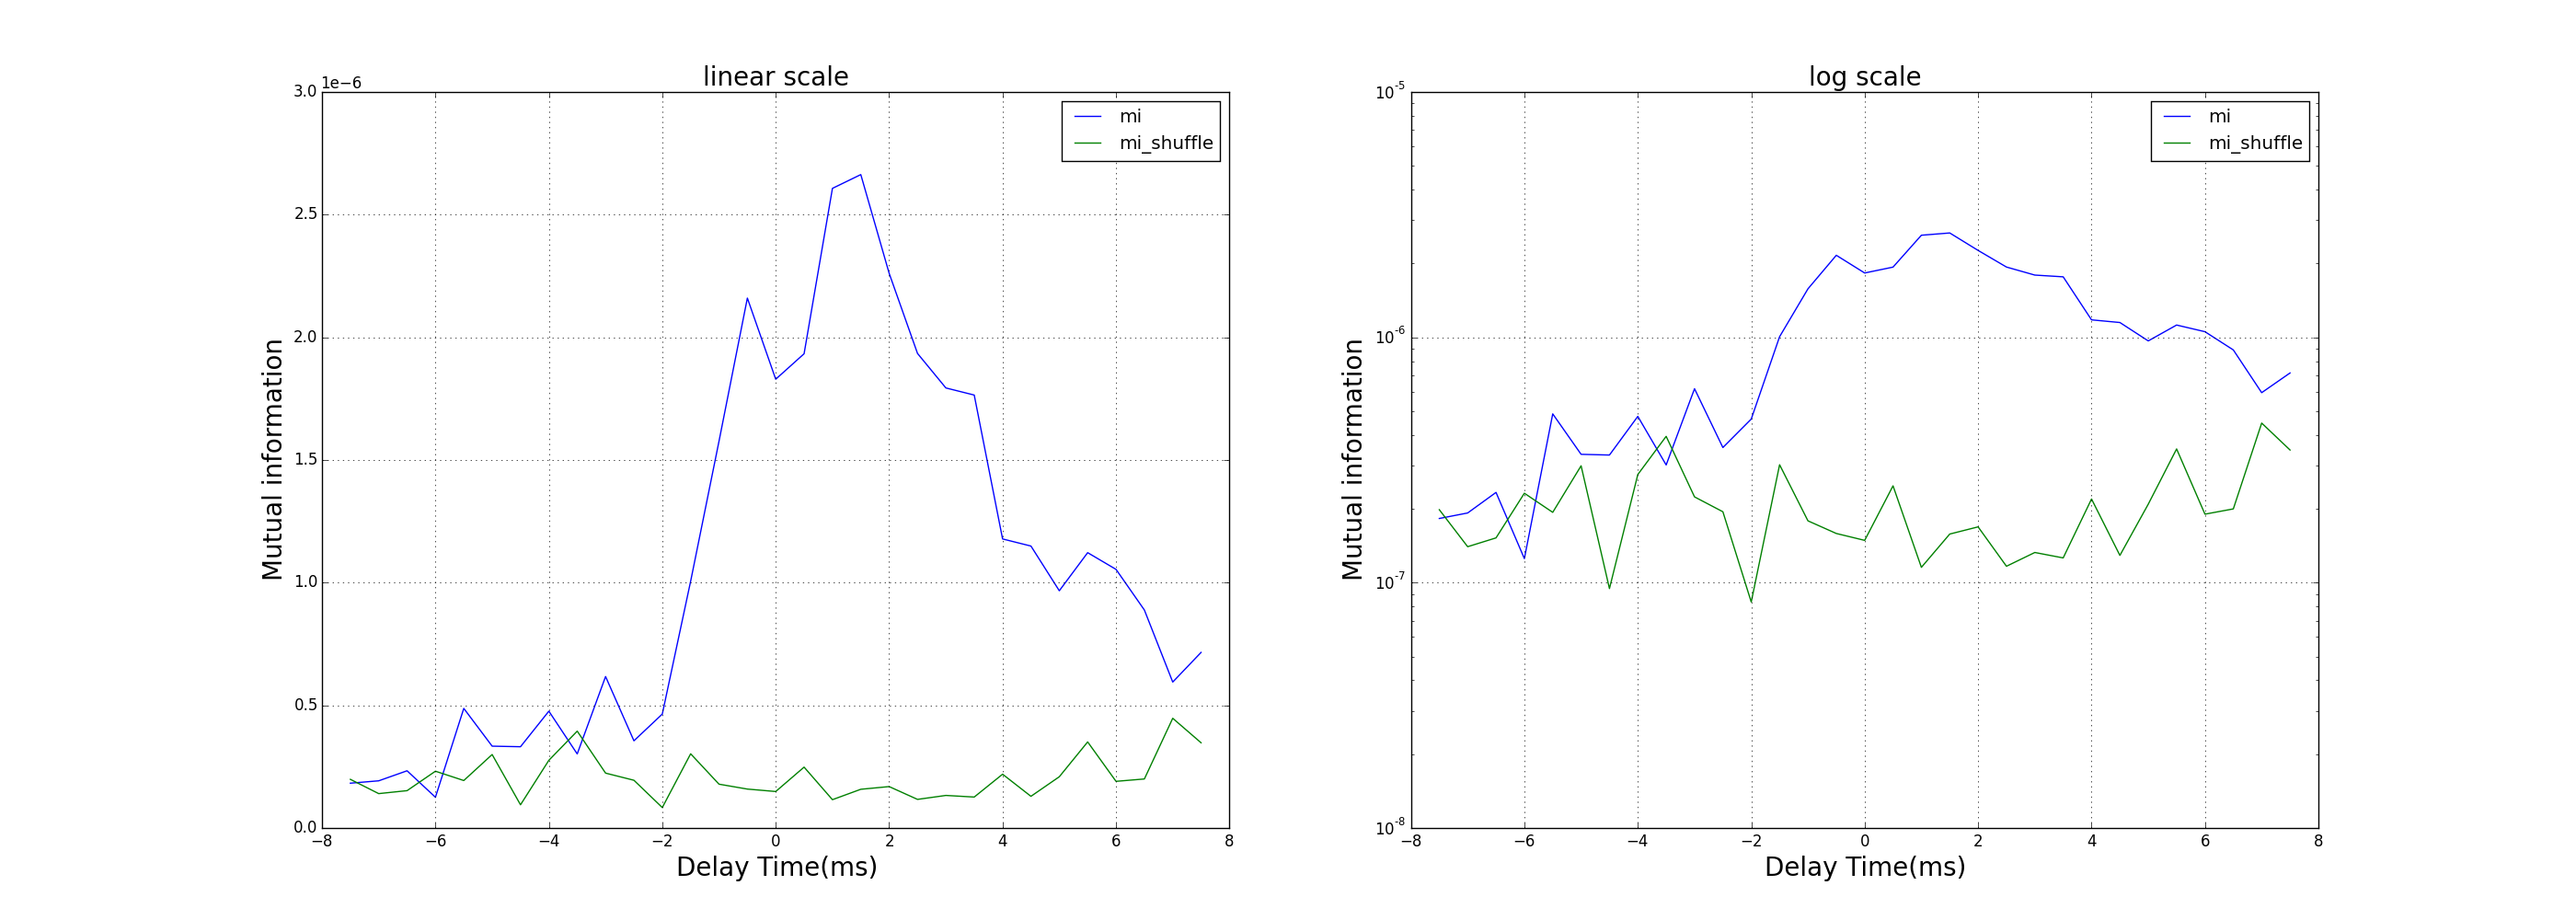 linear scale
1e−6
3.0
2.5
2.0
1.5
1.0
0.5
0.0
Mutual information
mi
mi_shuffle
−8 −6 −4 −2 0 2 4 6 8
Delay Time(ms)
log scale
10-5
10-6
10-7
10-8
Mutual information
mi
mi_shuffle
−8 −6 −4 −2 0 2 4 6 8
Delay Time(ms)